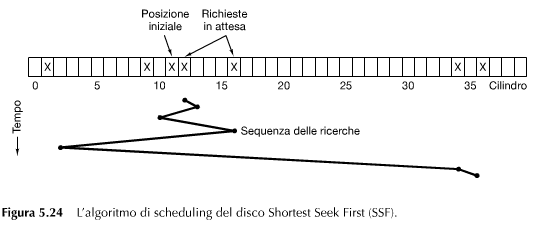 Posizione iniziale
Richieste in attesa
X X X X X X X
0 5 10 15 20 25 30 35 Cilindro
Tempo
Sequenza delle ricerche
Figura 5.24 L'algoritmo di scheduling del disco Shortest Seek First (SSF).